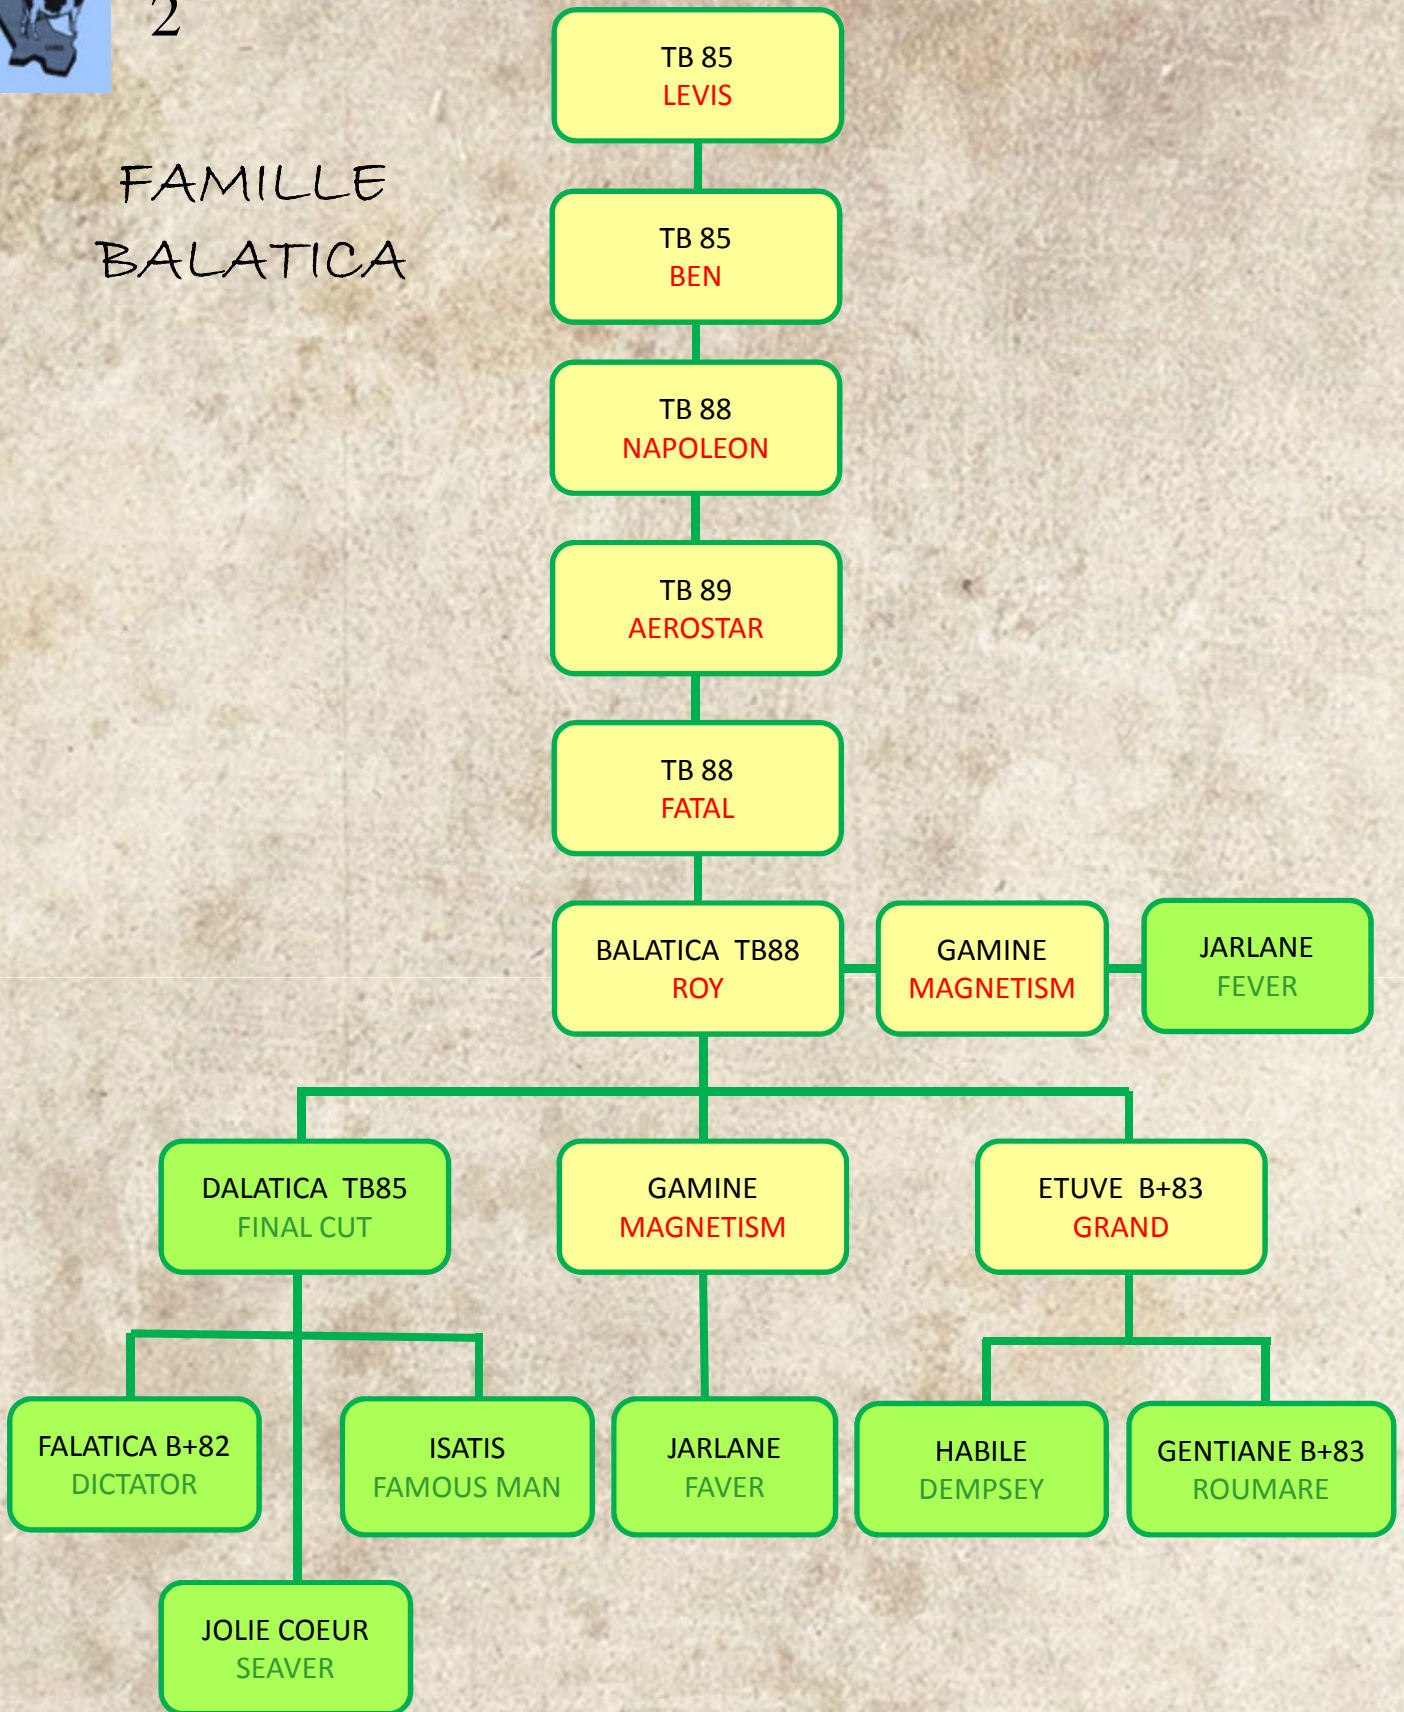 2
FAMILLE
BALATICA
TB 85
LEVIS
TB 85
BEN
TB 88
NAPOLEON
TB 89
AEROSTAR
TB 88
FATAL
BALATICA TB88
ROY
GAMINE
MAGNETISM
JARLANE
FEVER
DALATICA TB85
FINAL CUT
GAMINE
MAGNETISM
ETUVE B+83
GRAND
FALATICA B+82
DICTATOR
ISATIS
FAMOUS MAN
JARLANE
FAVER
HABILE
DEMPSEY
GENTIANE B+83
ROUMARE
JOLIE COEUR
SEAVER